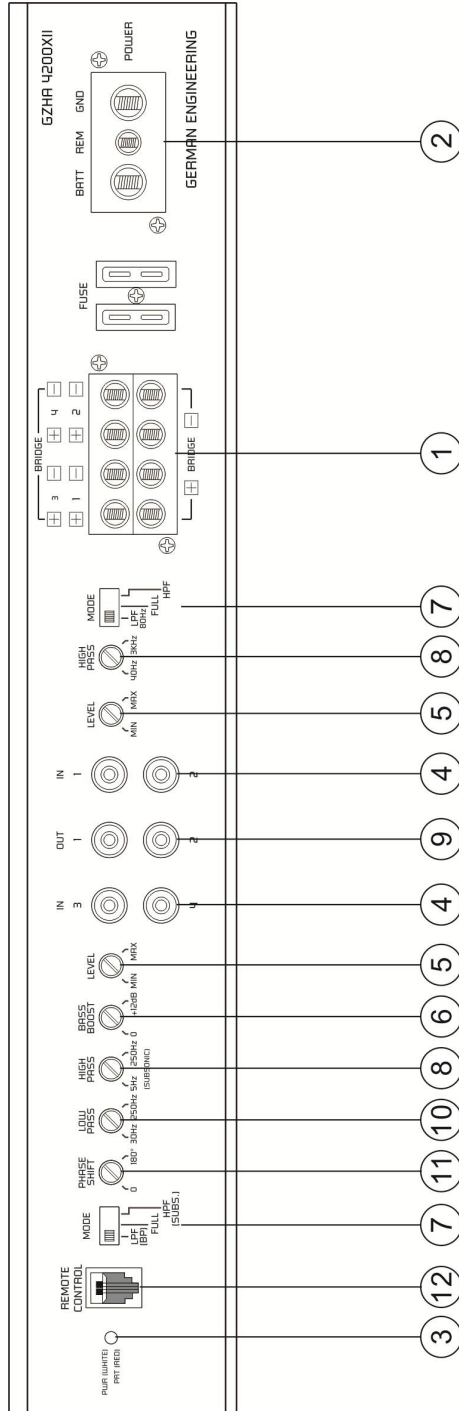 PWR (WHITE)
PRT (RED)
REMOTE
CONTROL
MODE
LPF
(BP)
FULL
HPF
(SUBS.)
PHASE
SHIFT
0 180°
LOW
PASS
30Hz 250Hz
HIGH
PASS
5Hz 250Hz
(SUBSONIC)
BASS
BOOST
0 +12dB
LEVEL
MIN MAX
IN
3
4
OUT
1
2
IN
1
2
LEVEL
MIN MAX
HIGH
PASS
40Hz 3KHz
MODE
LPF
80Hz
FULL
HPF
BRIDGE
+ 3 - + 4 -
+ 1 - + 2 -
+ BRIDGE -
FUSE
GZHA 4200XII
BATT REM GND
POWER
GERMAN ENGINEERING
3 12 7 11 10 8 6 5 4 9 4 5 8 7 1 2